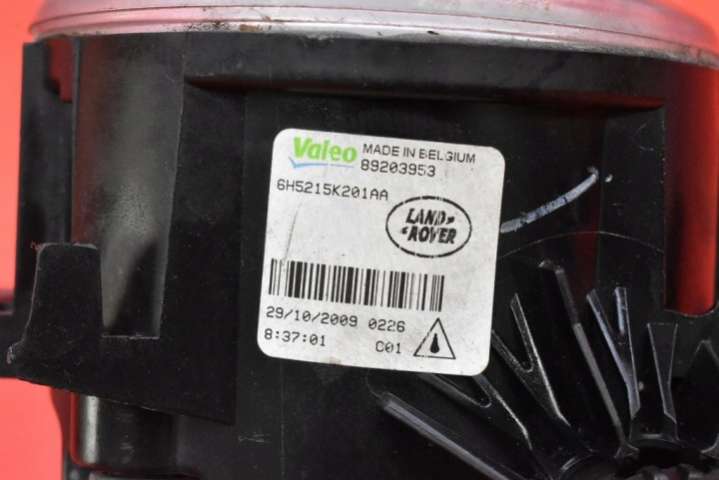 Valeo MADE IN BELGIUM
89203953
6H5215K201AA
LAND
ROVER
29/10/2009 0226
8:37:01 C01